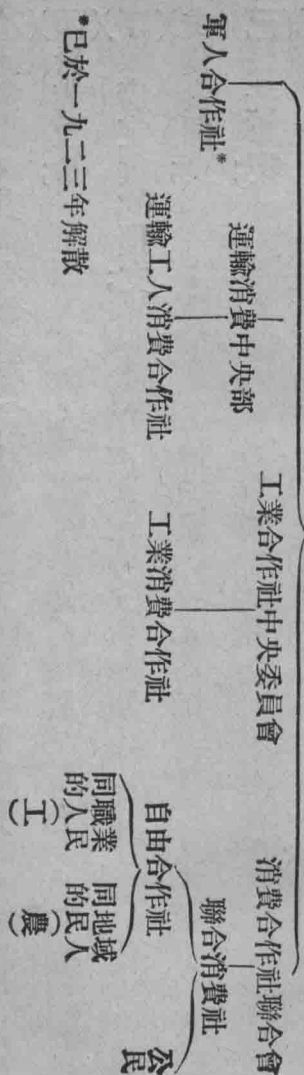 消費合作社聯合會
聯合消費社
公民
自由合作社
同地域
的民人
（農）
同職業
的人民
（工）
工業合作社中央委員會
工業消費合作社
運輸消費中央部
運輸工人消費合作社
軍人合作社*
*已於一九二三年解散